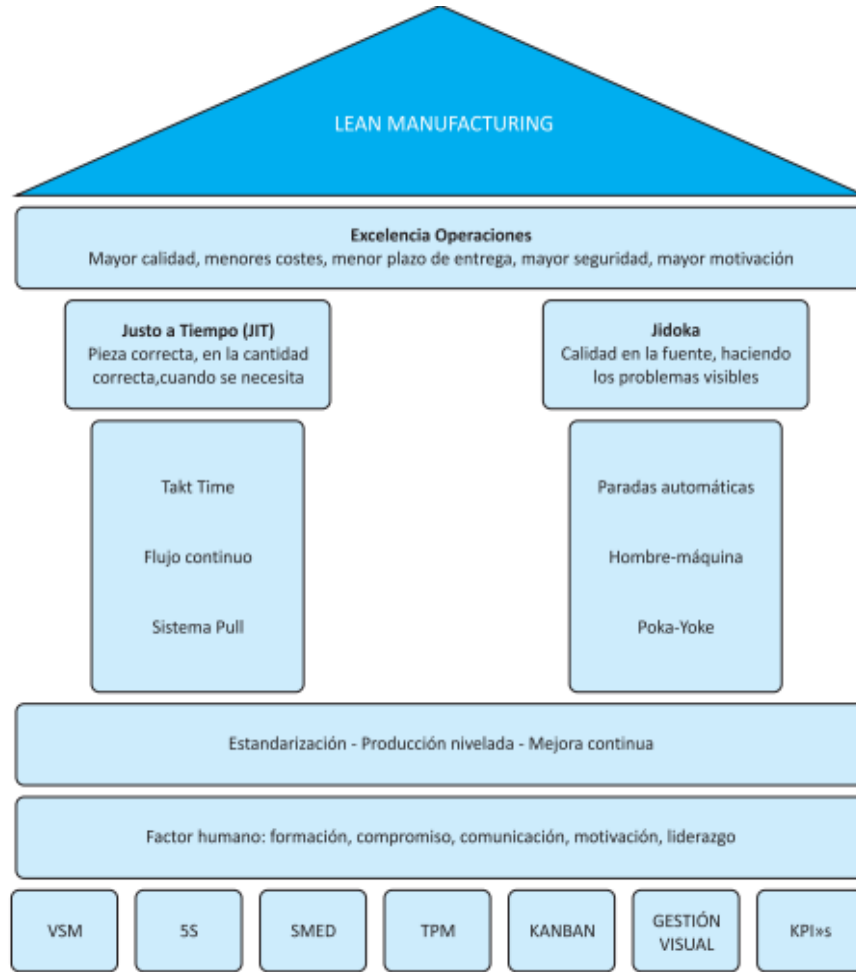 LEAN MANUFACTURING
Excelencia Operaciones
Mayor calidad, menores costes, menor plazo de entrega, mayor seguridad, mayor motivación
Justo a Tiempo (JIT)
Pieza correcta, en la cantidad
correcta,cuando se necesita
Jidoka
Calidad en la fuente, haciendo
los problemas visibles
Takt Time
Flujo continuo
Sistema Pull
Paradas automáticas
Hombre-máquina
Poka-Yoke
Estandarización - Producción nivelada - Mejora continua
Factor humano: formación, compromiso, comunicación, motivación, liderazgo
VSM
5S
SMED
TPM
KANBAN
GESTIÓN
VISUAL
KPI»s